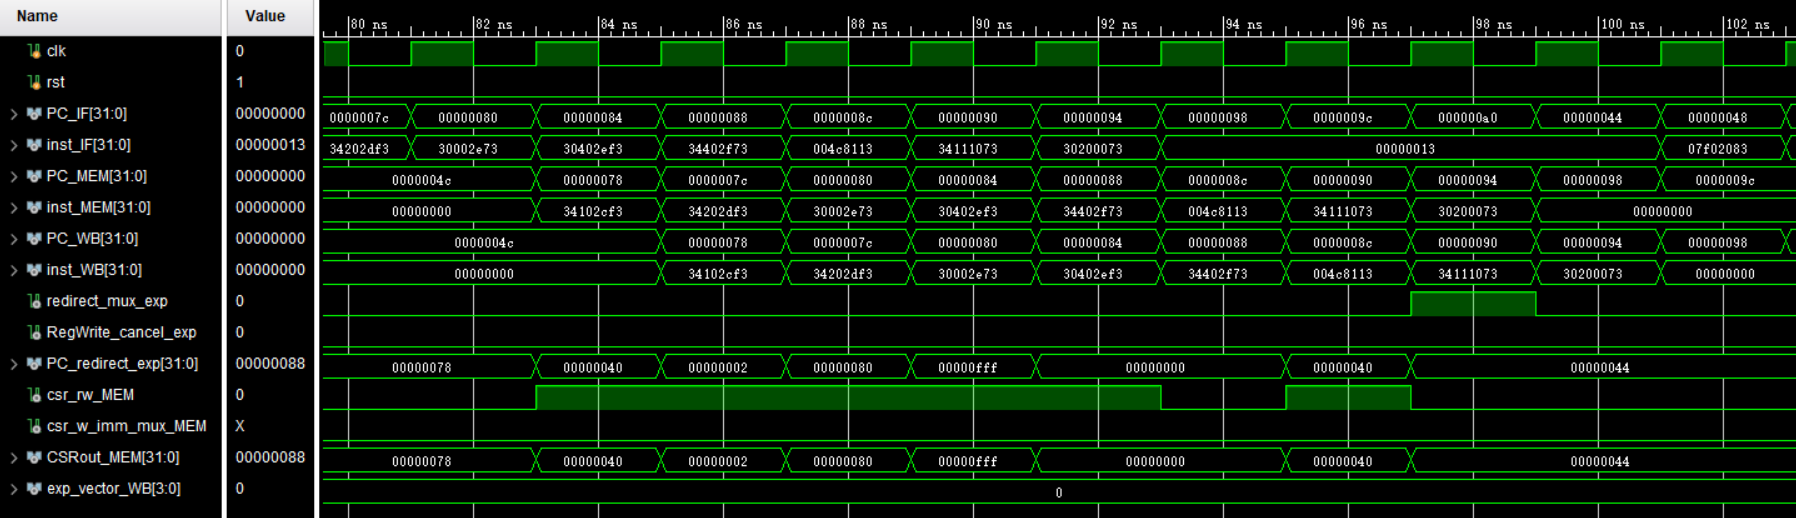 Name Value 80 ns 82 ns 84 ns 86 ns 88 ns 90 ns 92 ns 94 ns 96 ns 98 ns 100 ns 102 ns
clk 0
rst 1
PC_IF[31:0] 00000000 0000007c 00000080 00000084 00000088 0000008c 00000090 00000094 00000098 0000009c 000000a0 00000044 00000048
inst_IF[31:0] 00000013 34202df3 30002e73 30402ef3 34402f73 004c8113 34111073 30200073 00000013 07f02083
PC_MEM[31:0] 00000000 0000004c 00000078 0000007c 00000080 00000084 00000088 0000008c 00000090 00000094 00000098 0000009c
inst_MEM[31:0] 00000000 00000000 34102cf3 34202df3 30002e73 30402ef3 34402f73 004c8113 34111073 30200073 00000000
PC_WB[31:0] 00000000 0000004c 00000078 0000007c 00000080 00000084 00000088 0000008c 00000090 00000094 00000098
inst_WB[31:0] 00000000 00000000 34102cf3 34202df3 30002e73 30402ef3 34402f73 004c8113 34111073 30200073 00000000
redirect_mux_exp 0
RegWrite_cancel_exp 0
PC_redirect_exp[31:0] 00000088 00000078 00000040 00000002 00000080 00000fff 00000000 00000040 00000044
csr_rw_MEM 0
csr_w_imm_mux_MEM X
CSRout_MEM[31:0] 00000088 00000078 00000040 00000002 00000080 00000fff 00000000 00000040 00000044
exp_vector_WB[3:0] 0 0